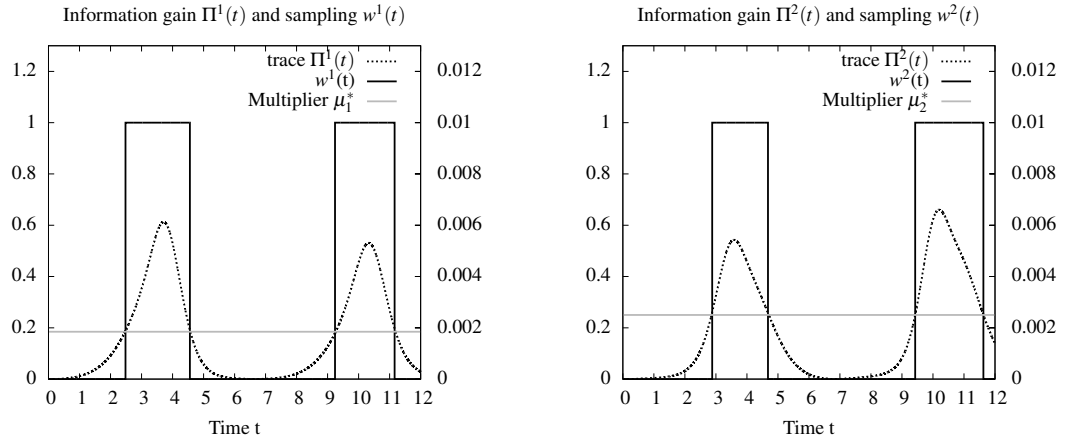 Information gain Π¹(t) and sampling w¹(t)
trace Π¹(t)
w¹(t)
Multiplier μ₁*
1.2
1
0.8
0.6
0.4
0.2
0
0.012
0.01
0.008
0.006
0.004
0.002
0
0 1 2 3 4 5 6 7 8 9 10 11 12
Time t
Information gain Π²(t) and sampling w²(t)
trace Π²(t)
w²(t)
Multiplier μ₂*
1.2
1
0.8
0.6
0.4
0.2
0
0.012
0.01
0.008
0.006
0.004
0.002
0
0 1 2 3 4 5 6 7 8 9 10 11 12
Time t